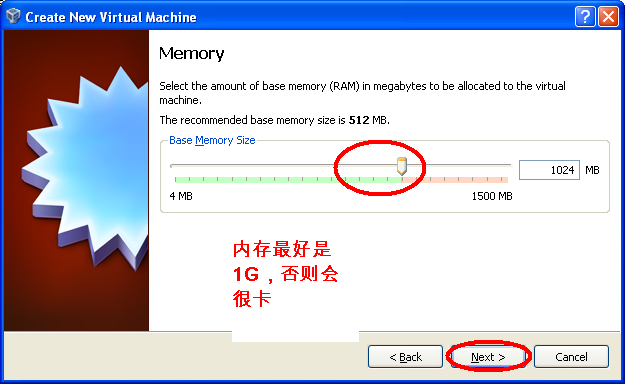 Create New Virtual Machine
Memory
Select the amount of base memory (RAM) in megabytes to be allocated to the virtual
machine.
The recommended base memory size is 512 MB.
Base Memory Size
1024 MB
4 MB 1500 MB
内存最好是
1G，否则会
很卡
< Back Next > Cancel